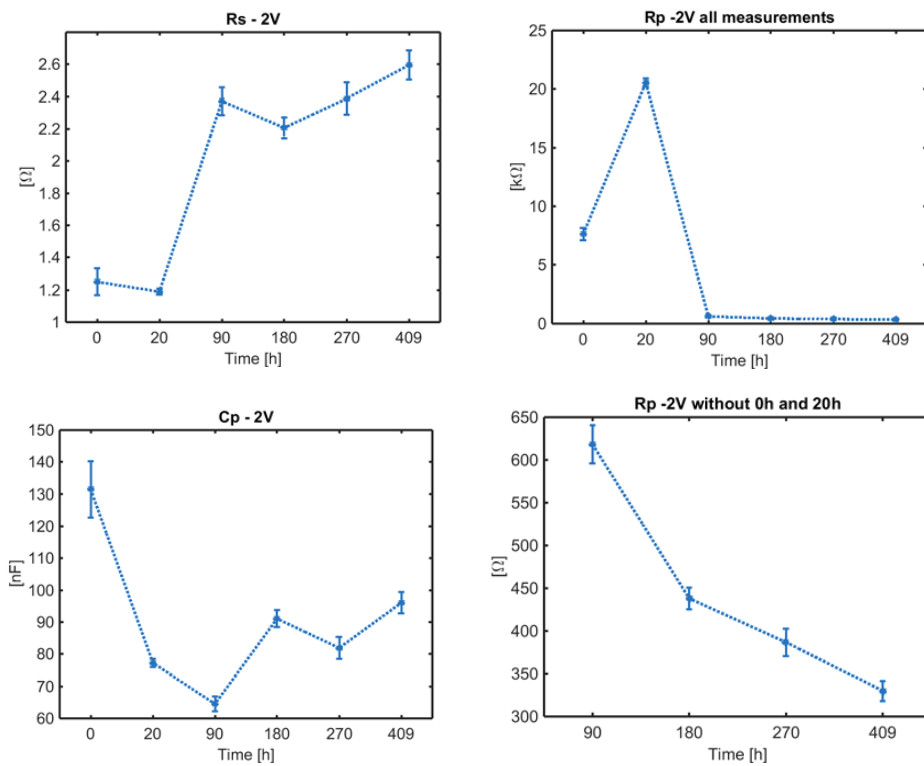 Rs - 2V
2.6
2.4
2.2
2
1.8
1.6
1.4
1.2
1
[Ω]
0 20 90 180 270 409
Time [h]
Rp -2V all measurements
25
20
15
10
5
0
[kΩ]
0 20 90 180 270 409
Time [h]
Cp - 2V
150
140
130
120
110
100
90
80
70
60
[nF]
0 20 90 180 270 409
Time [h]
Rp -2V without 0h and 20h
650
600
550
500
450
400
350
300
[Ω]
90 180 270 409
Time [h]